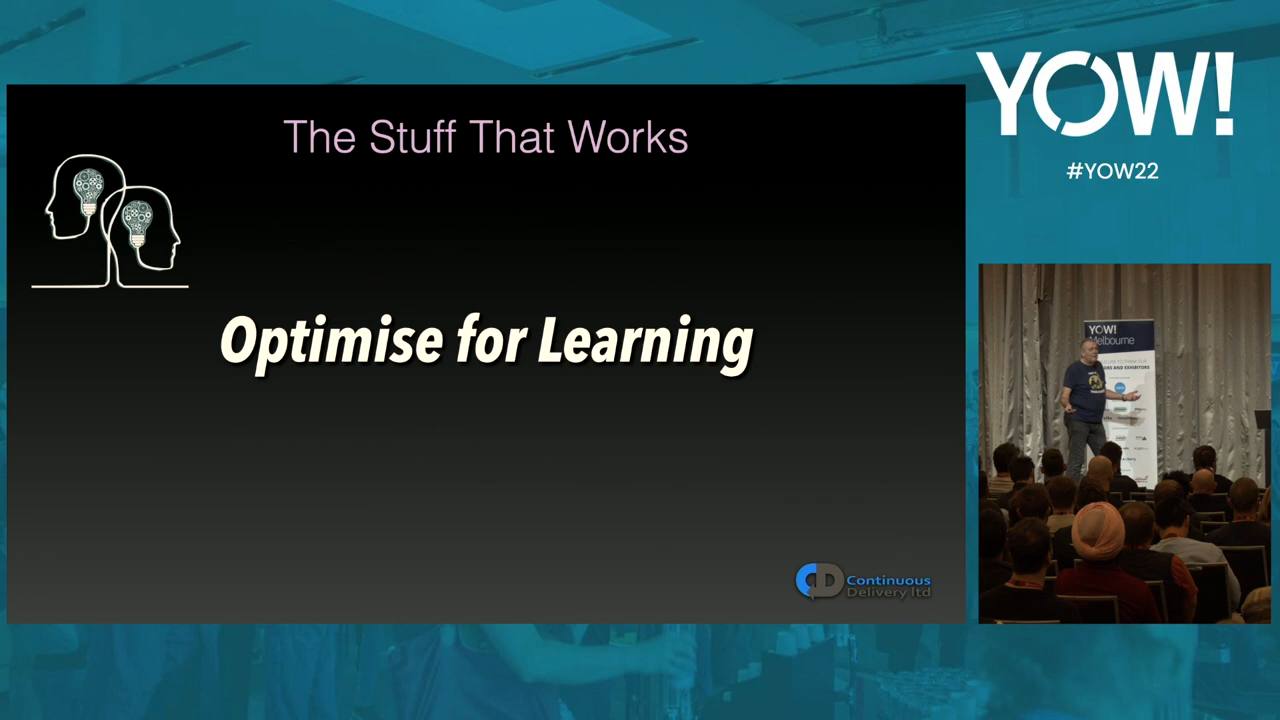 The Stuff That Works
Optimise for Learning
Continuous
Delivery ltd
YOW!
#YOW22
YOW!
Melbourne